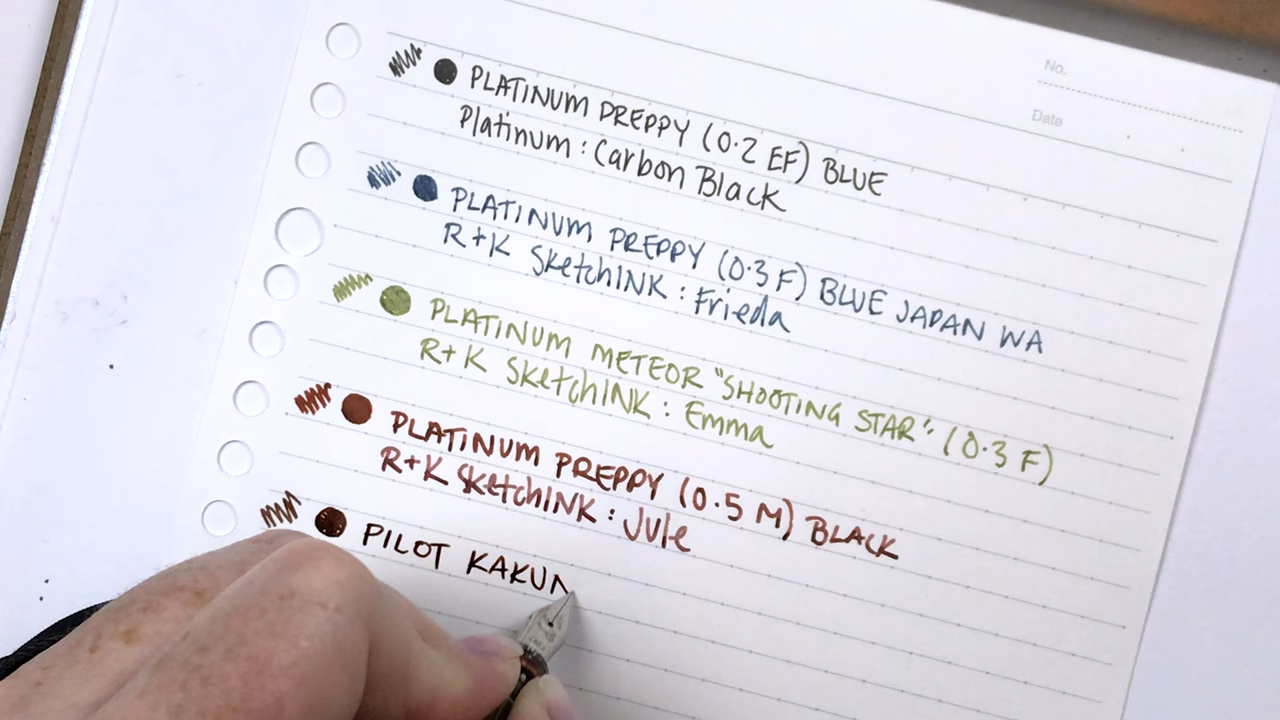 No.
Date
PLATINUM PREPPY (0.2 EF) BLUE
Platinum : Carbon Black
PLATINUM PREPPY (0.3 F) BLUE JAPAN WA
R+K SketchINK : Frieda
PLATINUM METEOR "SHOOTING STAR" (0.3 F)
R+K SketchINK : Emma
PLATINUM PREPPY (0.5 M) BLACK
R+K SketchINK : Jule
PILOT KAKUN